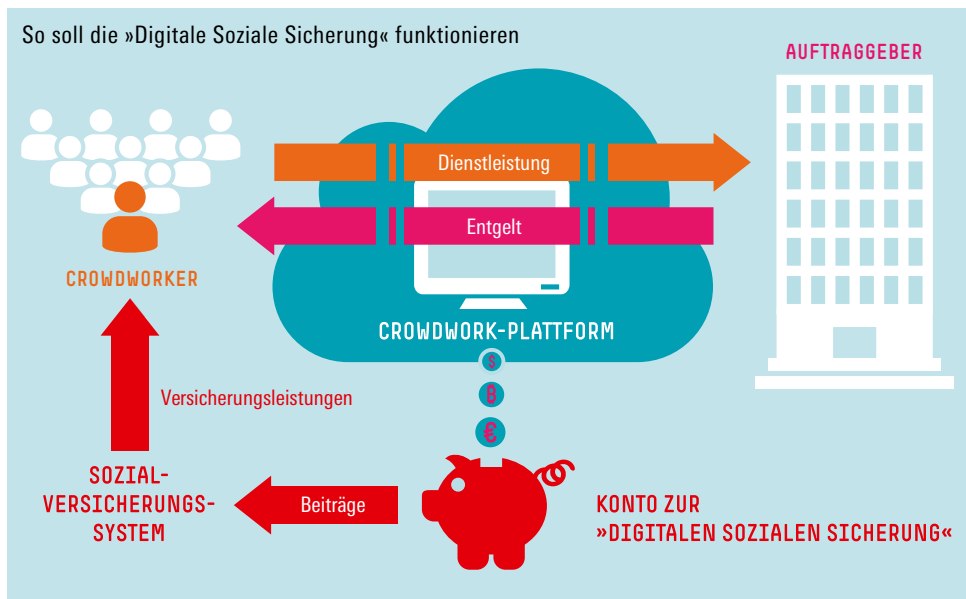 So soll die »Digitale Soziale Sicherung« funktionieren
AUFTRAGGEBER
Dienstleistung
Entgelt
CROWDWORKER
CROWDWORK-PLATTFORM
$
B
€
Versicherungsleistungen
SOZIAL-
VERSICHERUNGS-
SYSTEM
Beiträge
KONTO ZUR
»DIGITALEN SOZIALEN SICHERUNG«